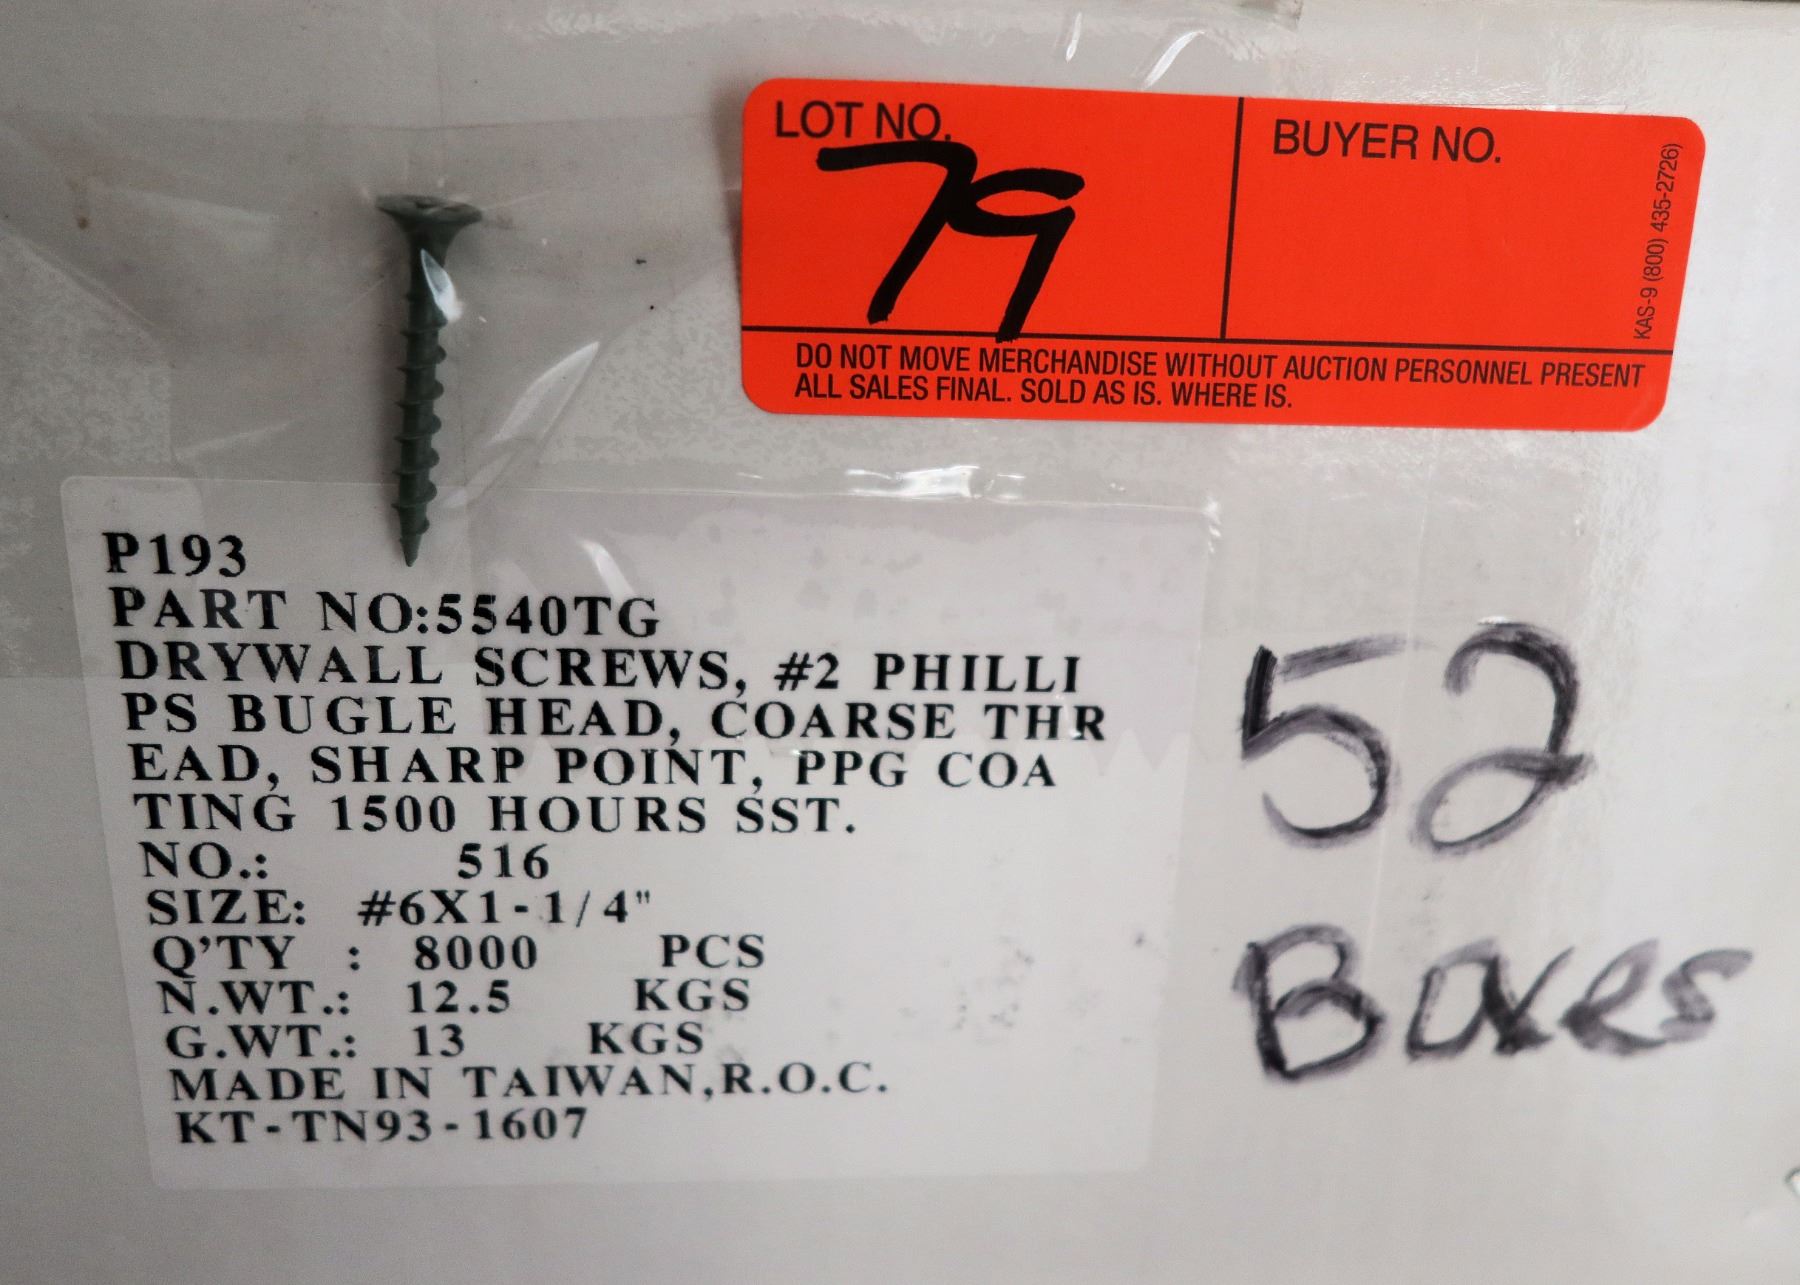 LOT NO.
79
BUYER NO.
KAS-9 (800) 435-2726)
DO NOT MOVE MERCHANDISE WITHOUT AUCTION PERSONNEL PRESENT
ALL SALES FINAL. SOLD AS IS. WHERE IS.
P193
PART NO:5540TG
DRYWALL SCREWS, #2 PHILLI
PS BUGLE HEAD, COARSE THR
EAD, SHARP POINT, PPG COA
TING 1500 HOURS SST.
NO.: 516
SIZE: #6X1-1/4"
Q'TY : 8000 PCS
N.WT.: 12.5 KGS
G.WT.: 13 KGS
MADE IN TAIWAN,R.O.C.
KT-TN93-1607
52
Boxes